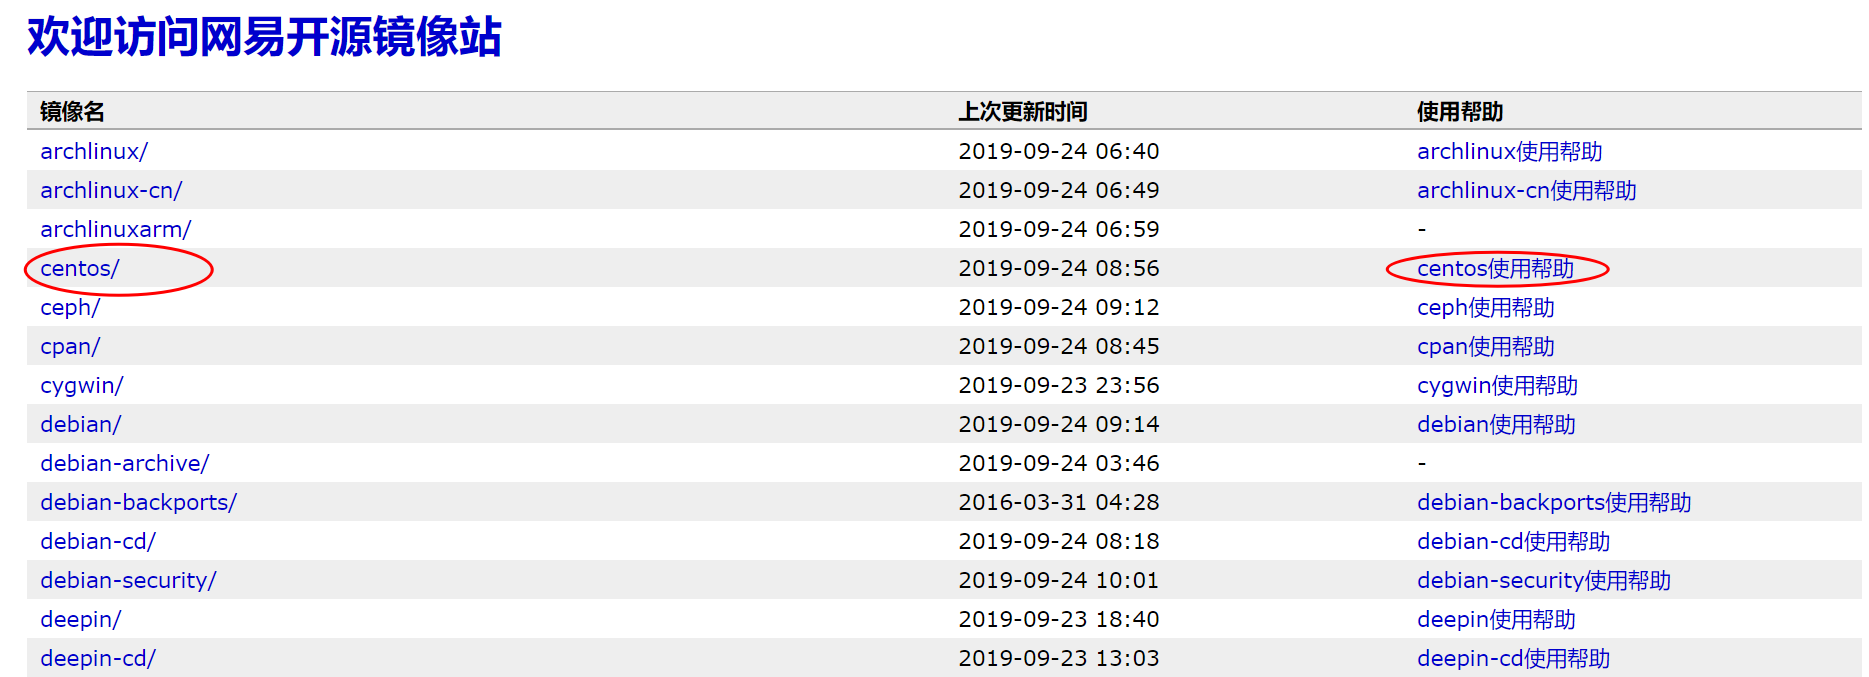 欢迎访问网易开源镜像站
镜像名 上次更新时间 使用帮助
archlinux/ 2019-09-24 06:40 archlinux使用帮助
archlinux-cn/ 2019-09-24 06:49 archlinux-cn使用帮助
archlinuxarm/ 2019-09-24 06:59 -
centos/ 2019-09-24 08:56 centos使用帮助
ceph/ 2019-09-24 09:12 ceph使用帮助
cpan/ 2019-09-24 08:45 cpan使用帮助
cygwin/ 2019-09-23 23:56 cygwin使用帮助
debian/ 2019-09-24 09:14 debian使用帮助
debian-archive/ 2019-09-24 03:46 -
debian-backports/ 2016-03-31 04:28 debian-backports使用帮助
debian-cd/ 2019-09-24 08:18 debian-cd使用帮助
debian-security/ 2019-09-24 10:01 debian-security使用帮助
deepin/ 2019-09-23 18:40 deepin使用帮助
deepin-cd/ 2019-09-23 13:03 deepin-cd使用帮助